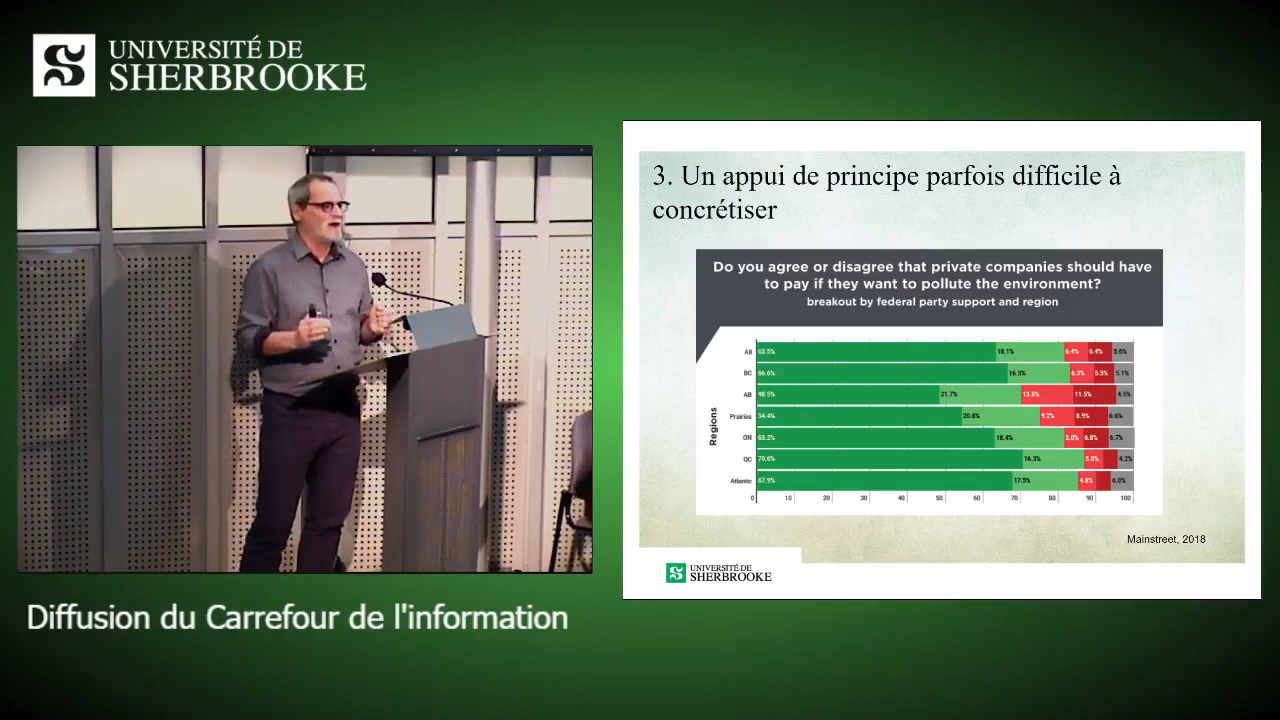 UNIVERSITÉ DE
SHERBROOKE
3. Un appui de principe parfois difficile à
concrétiser
Do you agree or disagree that private companies should have
to pay if they want to pollute the environment?
breakout by federal party support and region
Regions
All 63.5% 18.1% 6.4% 6.4% 5.6%
BC 66.6% 16.5% 6.3% 5.5% 5.1%
AB 48.5% 21.7% 13.8% 11.5% 4.5%
Prairies 54.4% 20.8% 9.2% 8.9% 6.6%
ON 63.2% 18.4% 5.0% 6.8% 6.7%
QC 70.6% 16.3% 5.0% 4.2%
Atlantic 67.9% 17.5% 4.8% 6.0%
0 10 20 30 40 50 60 70 80 90 100
Mainstreet, 2018
UNIVERSITÉ DE
SHERBROOKE
Diffusion du Carrefour de l'information